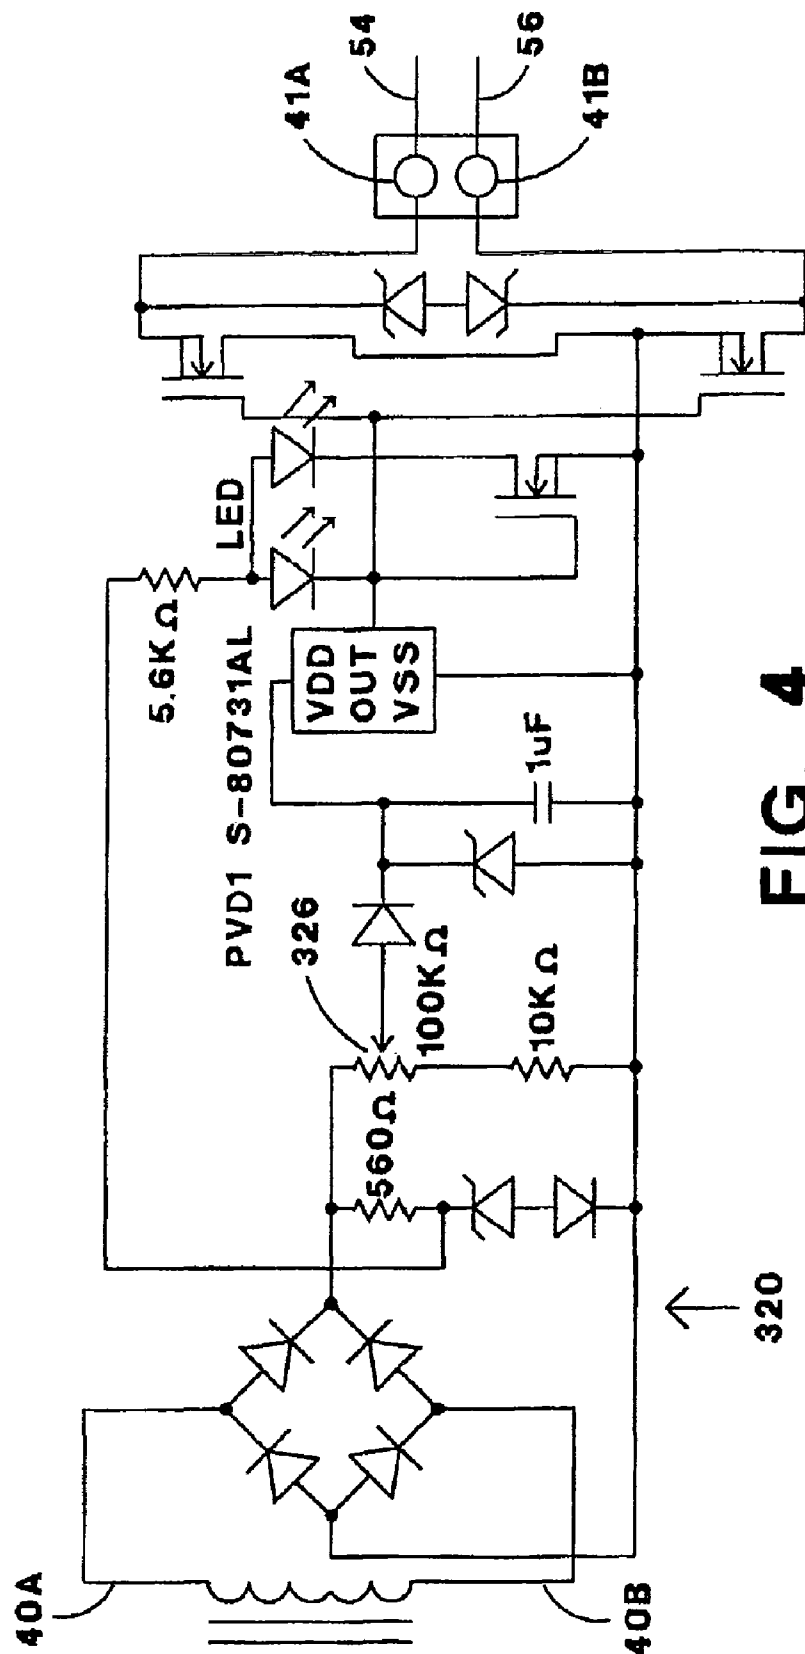 40A
40B
320
560Ω
326
100KΩ
10KΩ
PVD1 S-80731AL
1uF
VDD
OUT
VSS
5.6KΩ
LED
41A
54
56
41B
FIG. 4